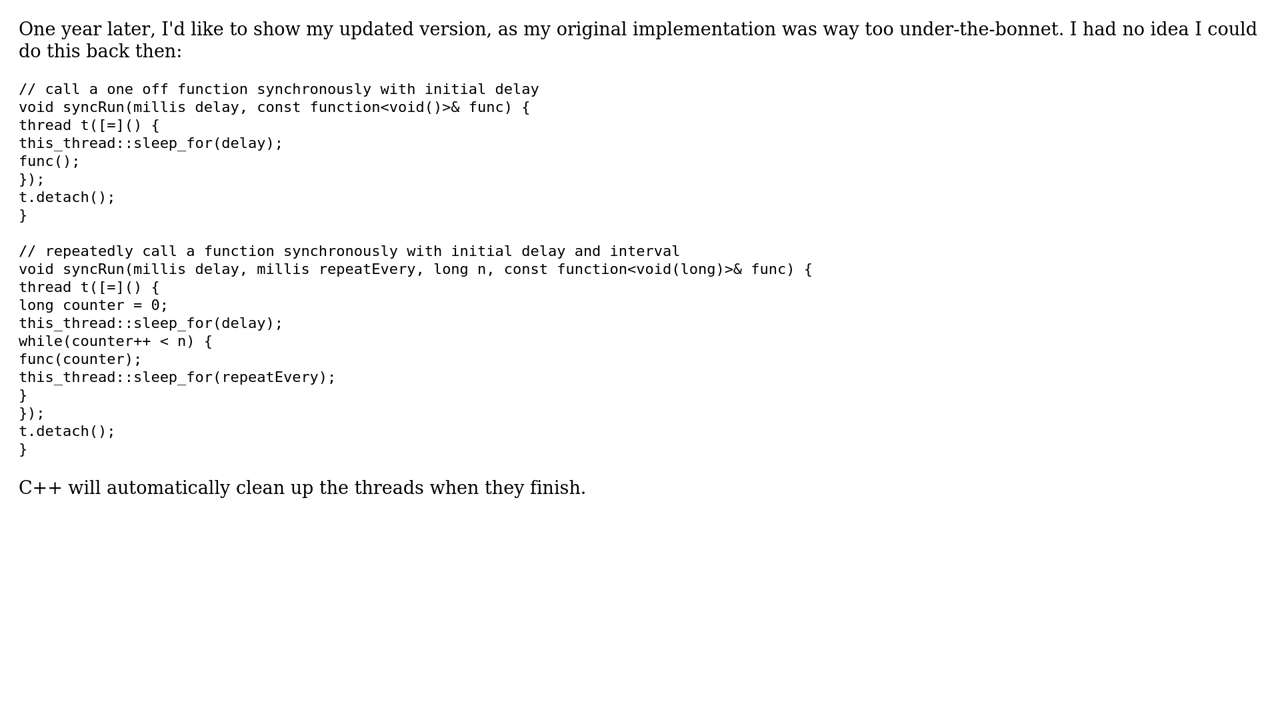 One year later, I'd like to show my updated version, as my original implementation was way too under-the-bonnet. I had no idea I could
do this back then:
// call a one off function synchronously with initial delay
void syncRun(millis delay, const function<void()>& func) {
thread t([=]() {
this_thread::sleep_for(delay);
func();
});
t.detach();
}
// repeatedly call a function synchronously with initial delay and interval
void syncRun(millis delay, millis repeatEvery, long n, const function<void(long)>& func) {
thread t([=]() {
long counter = 0;
this_thread::sleep_for(delay);
while(counter++ < n) {
func(counter);
this_thread::sleep_for(repeatEvery);
}
});
t.detach();
}
C++ will automatically clean up the threads when they finish.